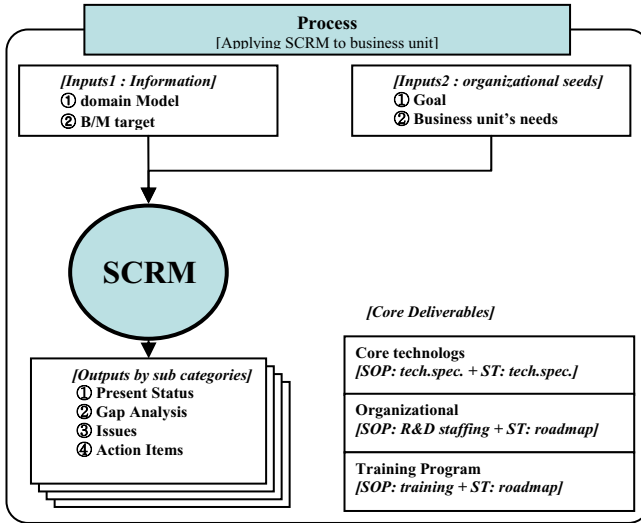 Process
[Applying SCRM to business unit]
[Inputs1 : Information]
① domain Model
② B/M target
[Inputs2 : organizational seeds]
① Goal
② Business unit's needs
SCRM
[Outputs by sub categories]
① Present Status
② Gap Analysis
③ Issues
④ Action Items
[Core Deliverables]
Core technologs
[SOP: tech.spec. + ST: tech.spec.]
Organizational
[SOP: R&D staffing + ST: roadmap]
Training Program
[SOP: training + ST: roadmap]